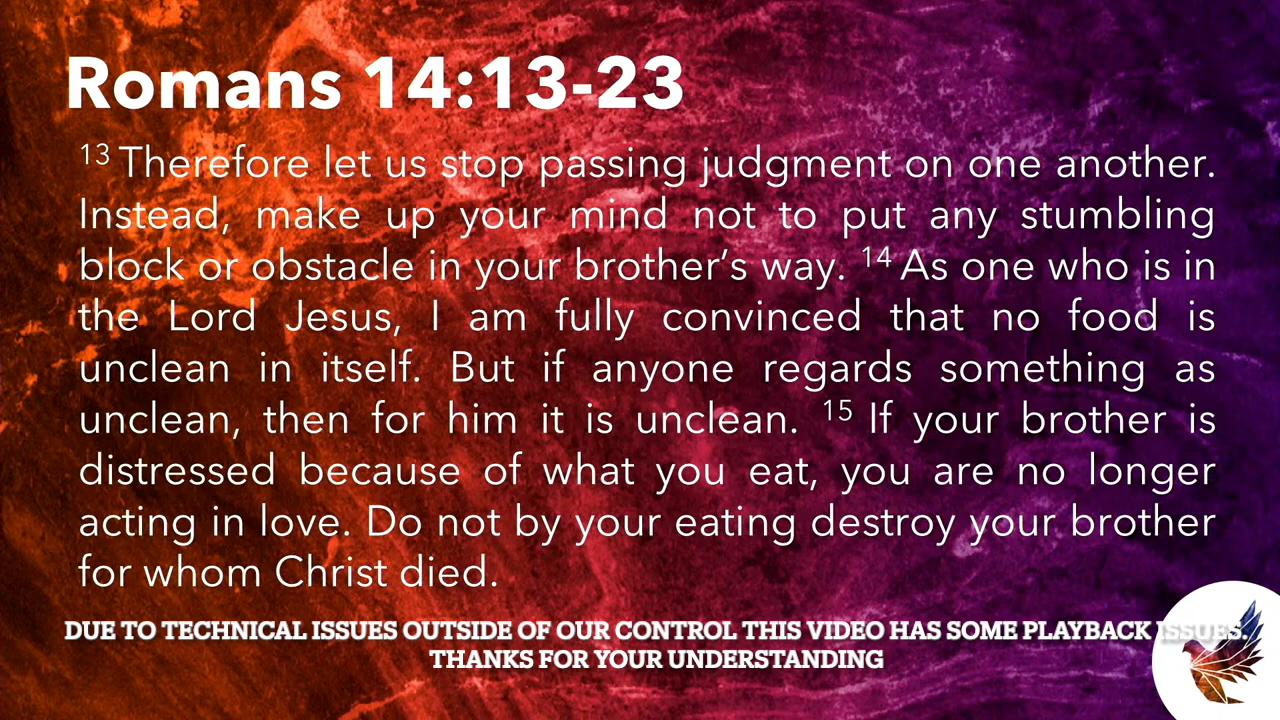 Romans 14:13-23
13 Therefore let us stop passing judgment on one another.
Instead, make up your mind not to put any stumbling
block or obstacle in your brother’s way. 14 As one who is in
the Lord Jesus, I am fully convinced that no food is
unclean in itself. But if anyone regards something as
unclean, then for him it is unclean. 15 If your brother is
distressed because of what you eat, you are no longer
acting in love. Do not by your eating destroy your brother
for whom Christ died.
DUE TO TECHNICAL ISSUES OUTSIDE OF OUR CONTROL THIS VIDEO HAS SOME PLAYBACK ISSUES.
THANKS FOR YOUR UNDERSTANDING